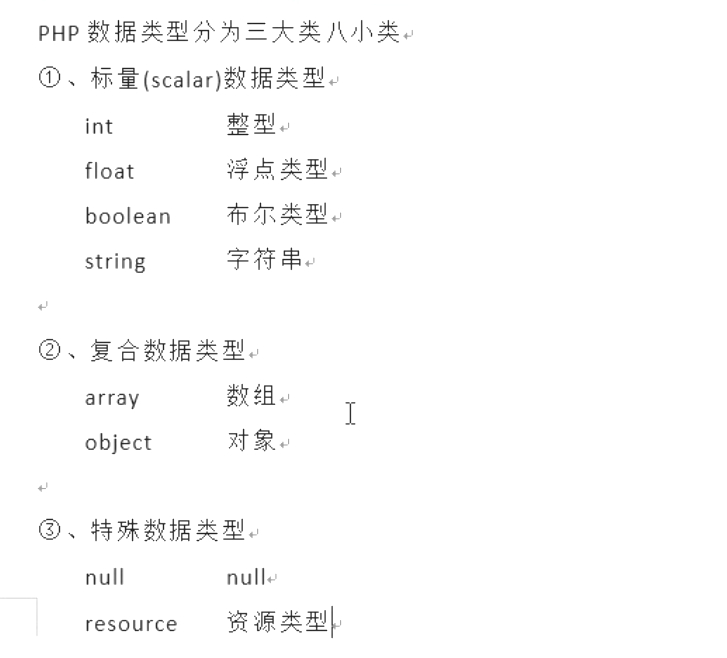 PHP 数据类型分为三大类八小类
①、标量(scalar)数据类型
int 整型
float 浮点类型
boolean 布尔类型
string 字符串
②、复合数据类型
array 数组
object 对象
③、特殊数据类型
null null
resource 资源类型